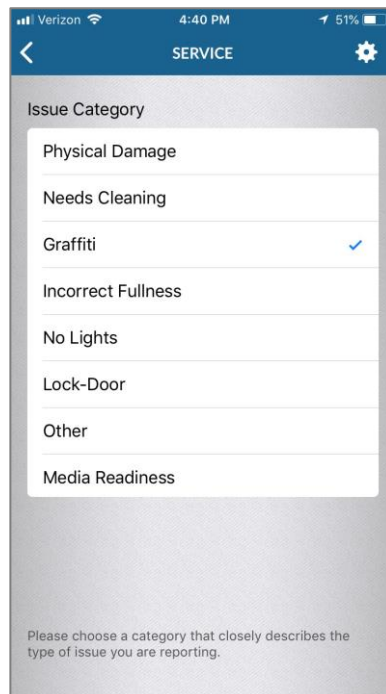 Verizon 4:40 PM 51%
SERVICE
Issue Category
Physical Damage
Needs Cleaning
Graffiti
Incorrect Fullness
No Lights
Lock-Door
Other
Media Readiness
Please choose a category that closely describes the
type of issue you are reporting.